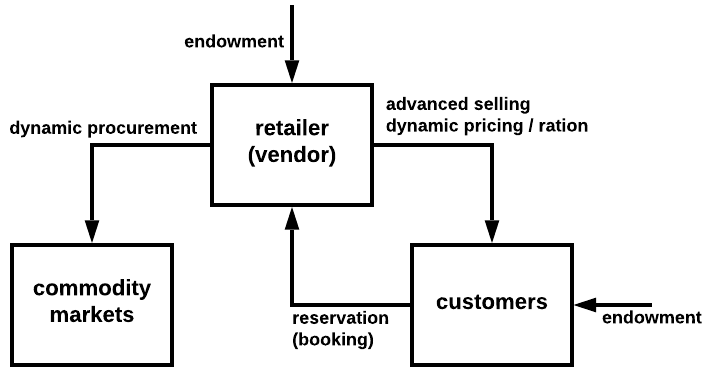 endowment
dynamic procurement
retailer
(vendor)
advanced selling
dynamic pricing / ration
commodity
markets
customers
reservation
(booking)
endowment